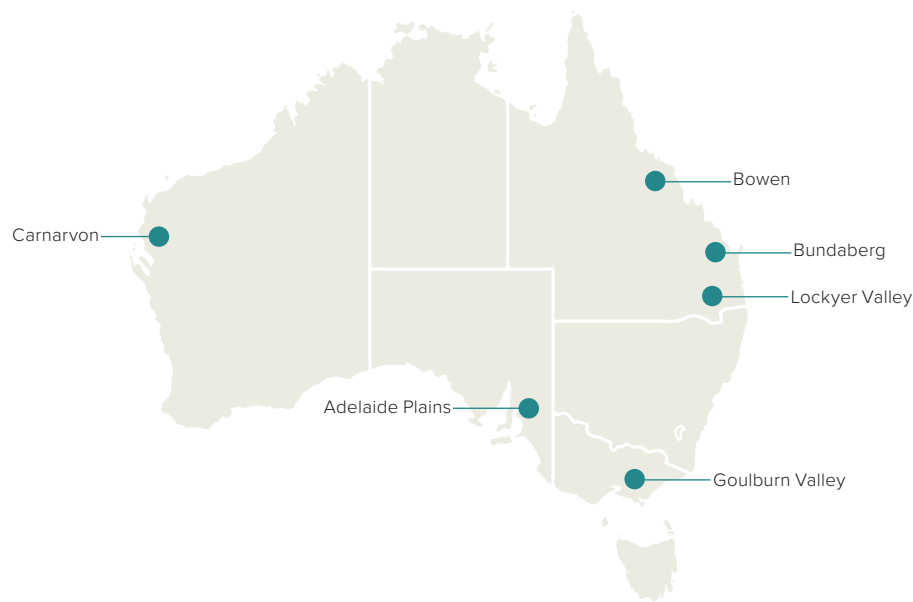 Bowen
Carnarvon
Bundaberg
Lockyer Valley
Adelaide Plains
Goulburn Valley